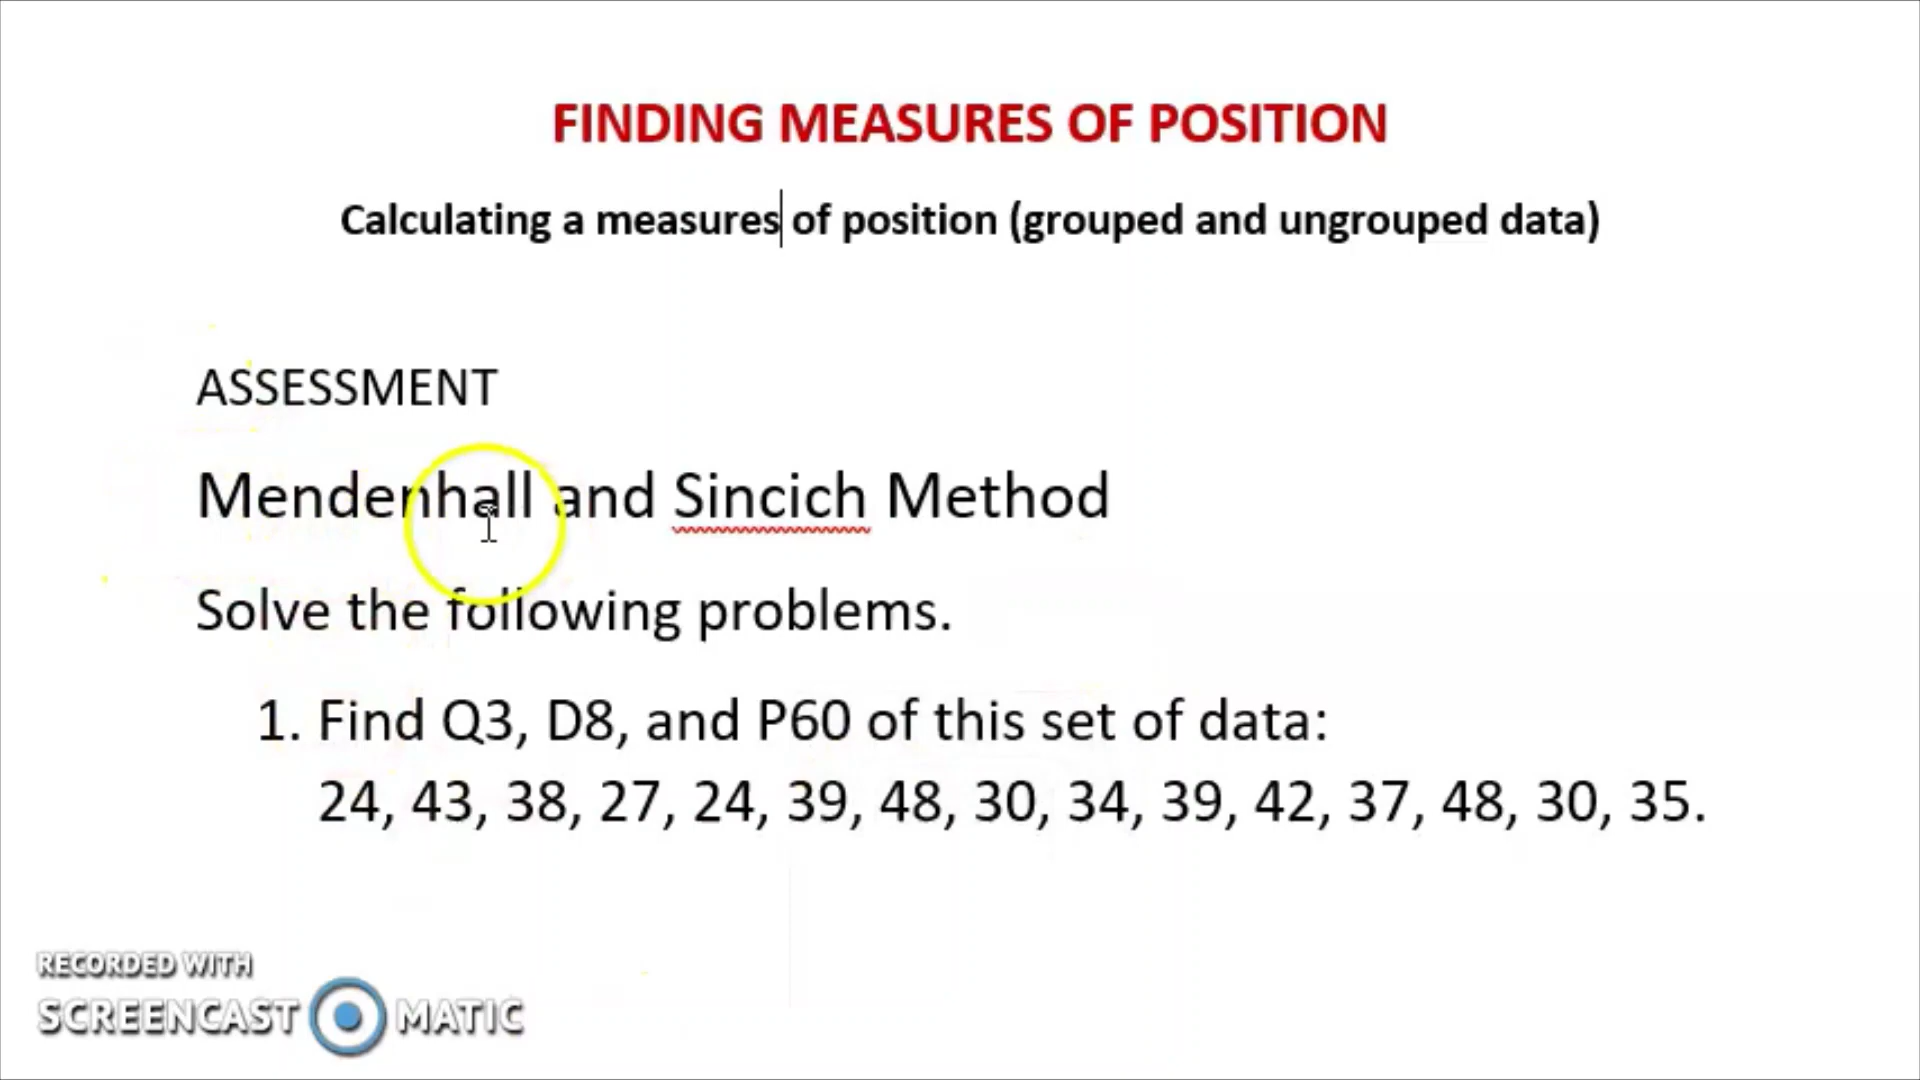 FINDING MEASURES OF POSITION
Calculating a measures of position (grouped and ungrouped data)
ASSESSMENT
Mendenhall and Sincich Method
Solve the following problems.
1. Find Q3, D8, and P60 of this set of data:
24, 43, 38, 27, 24, 39, 48, 30, 34, 39, 42, 37, 48, 30, 35.
RECORDED WITH
SCREENCAST MATIC